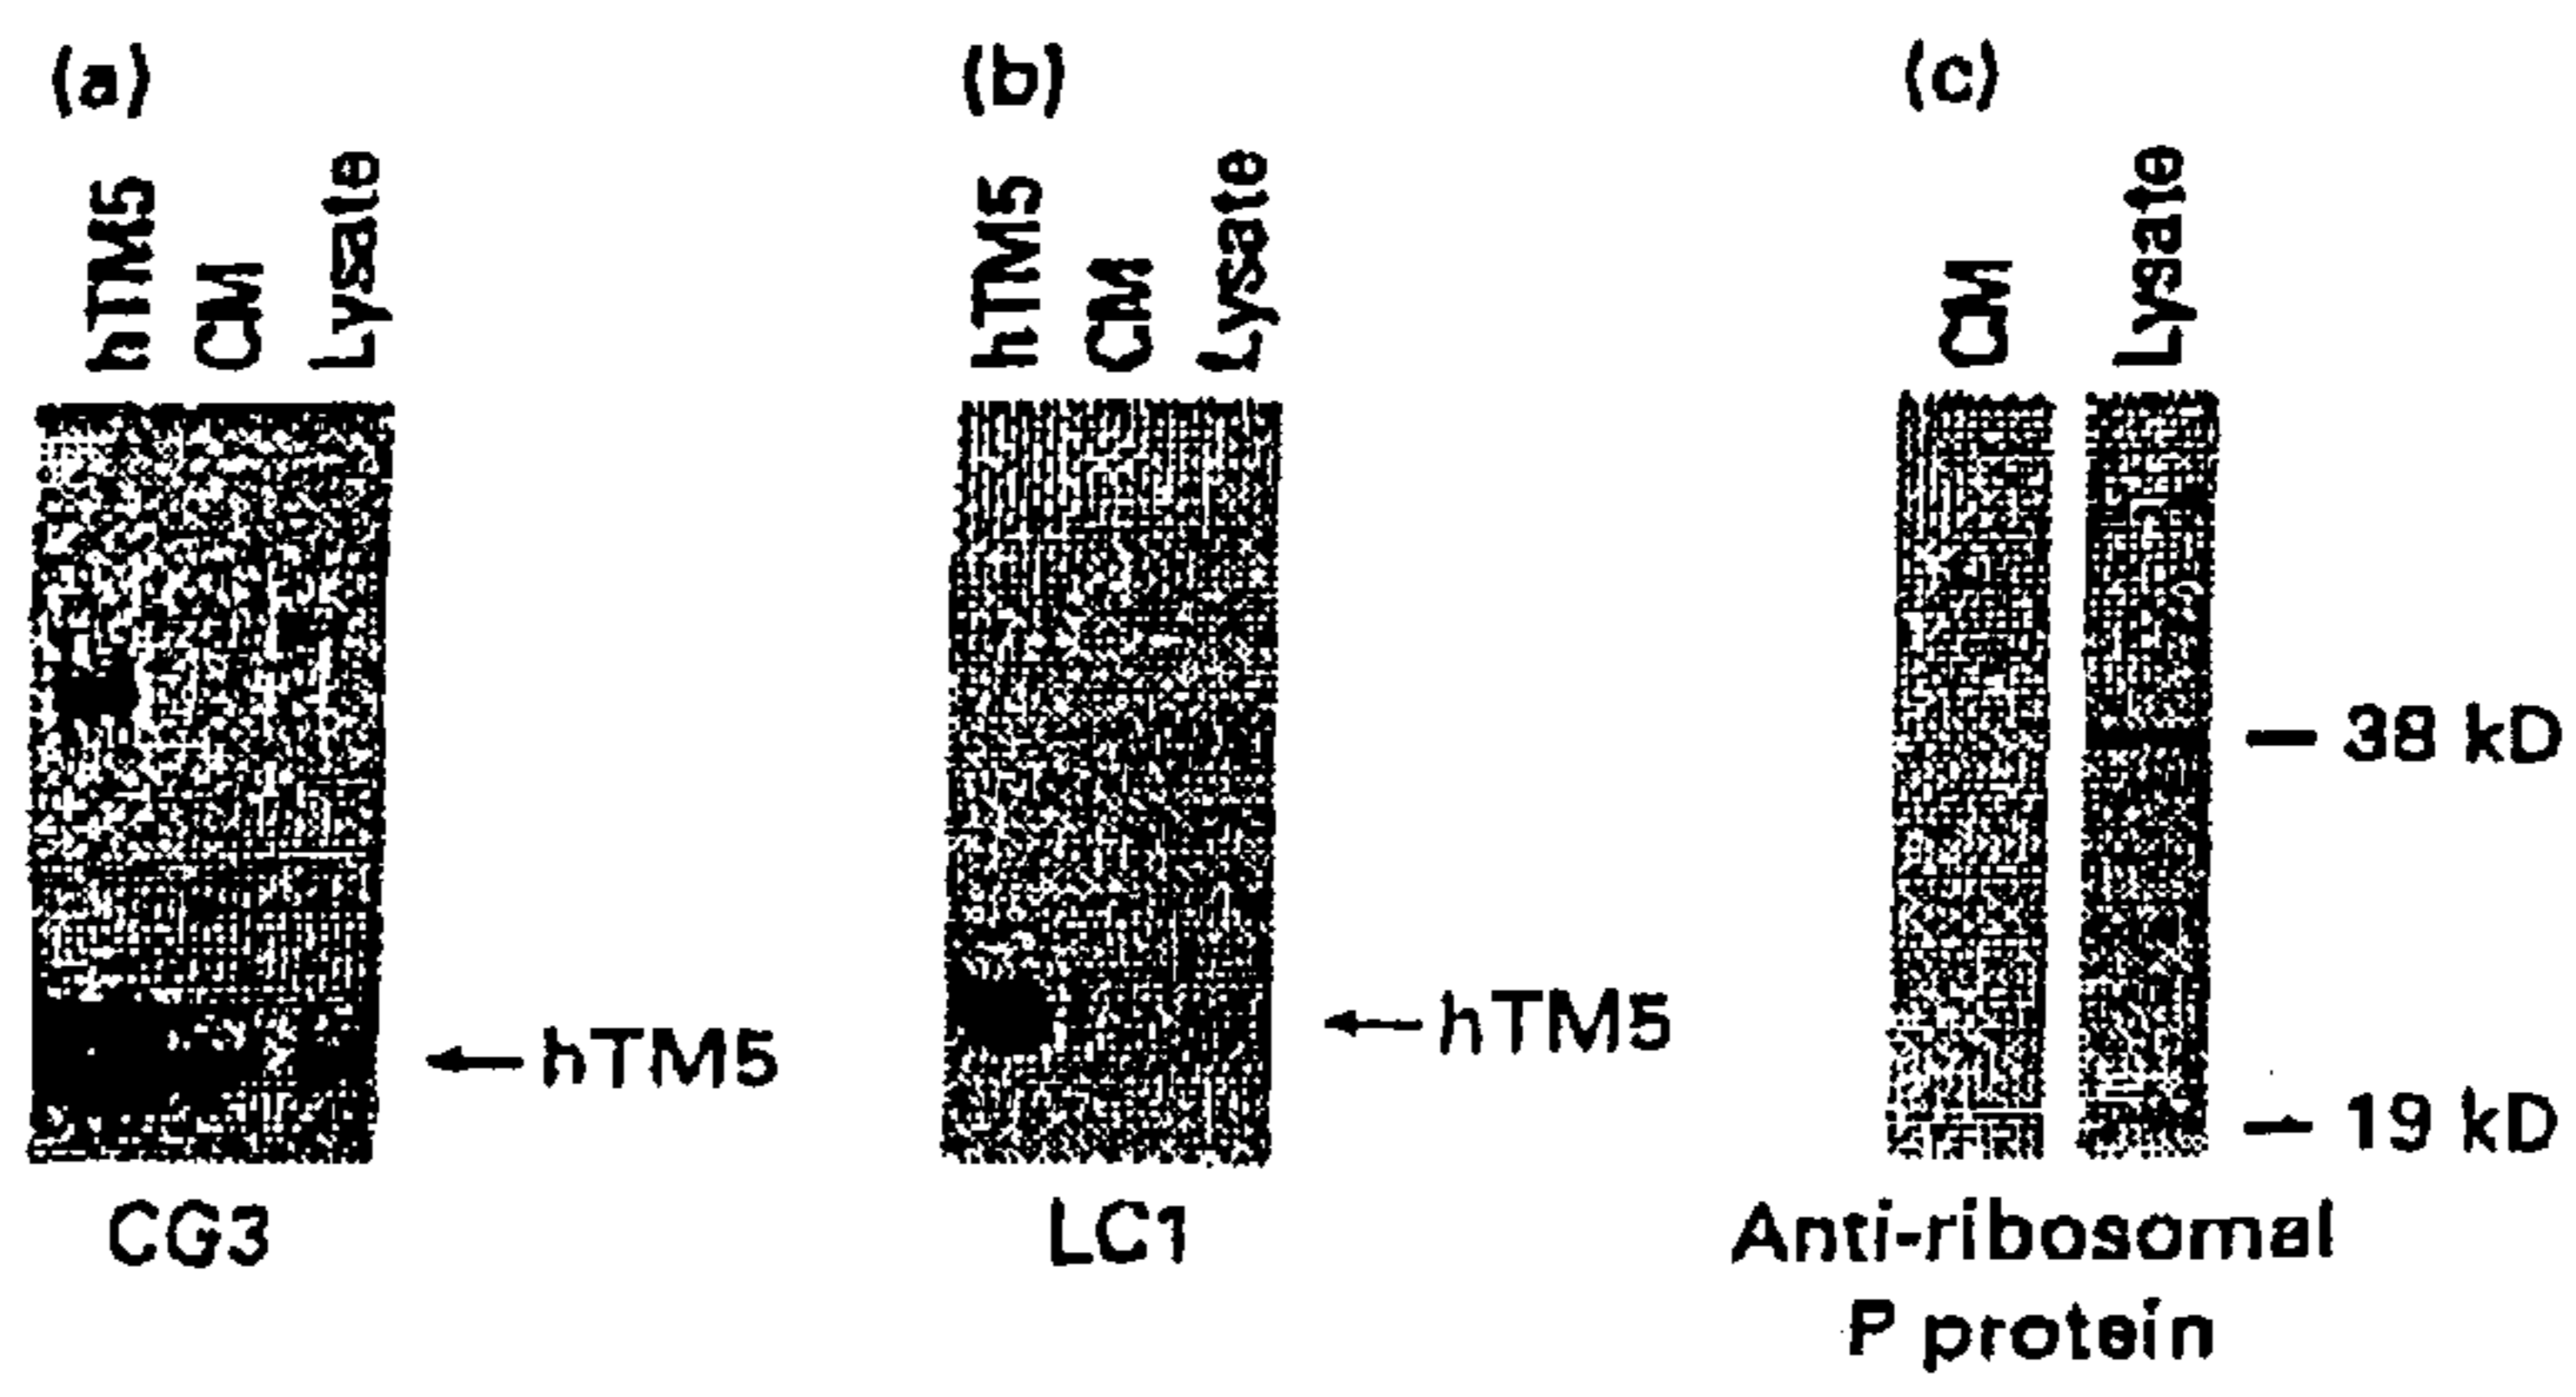 (a)
hTM5
CM
Lysate
hTM5
CG3
(b)
hTM5
CM
Lysate
hTM5
LC1
(c)
CM
Lysate
38 kD
19 kD
Anti-ribosomal
P protein